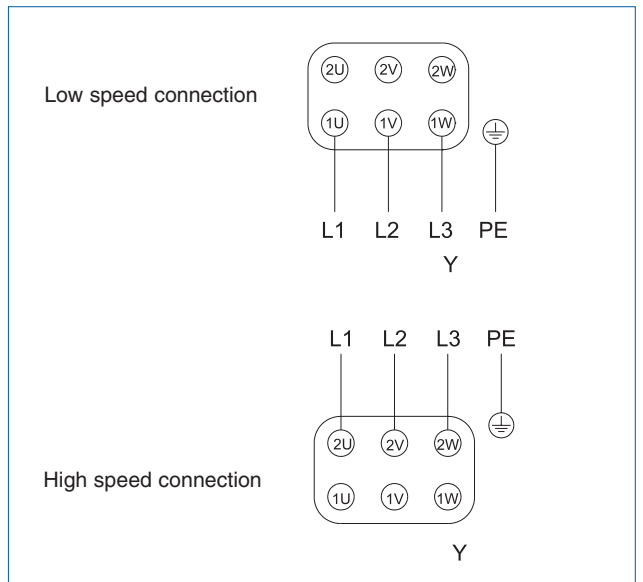 2U 2V 2W
Low speed connection
1U 1V 1W
L1 L2 L3 PE
Y
L1 L2 L3 PE
2U 2V 2W
High speed connection
1U 1V 1W
Y